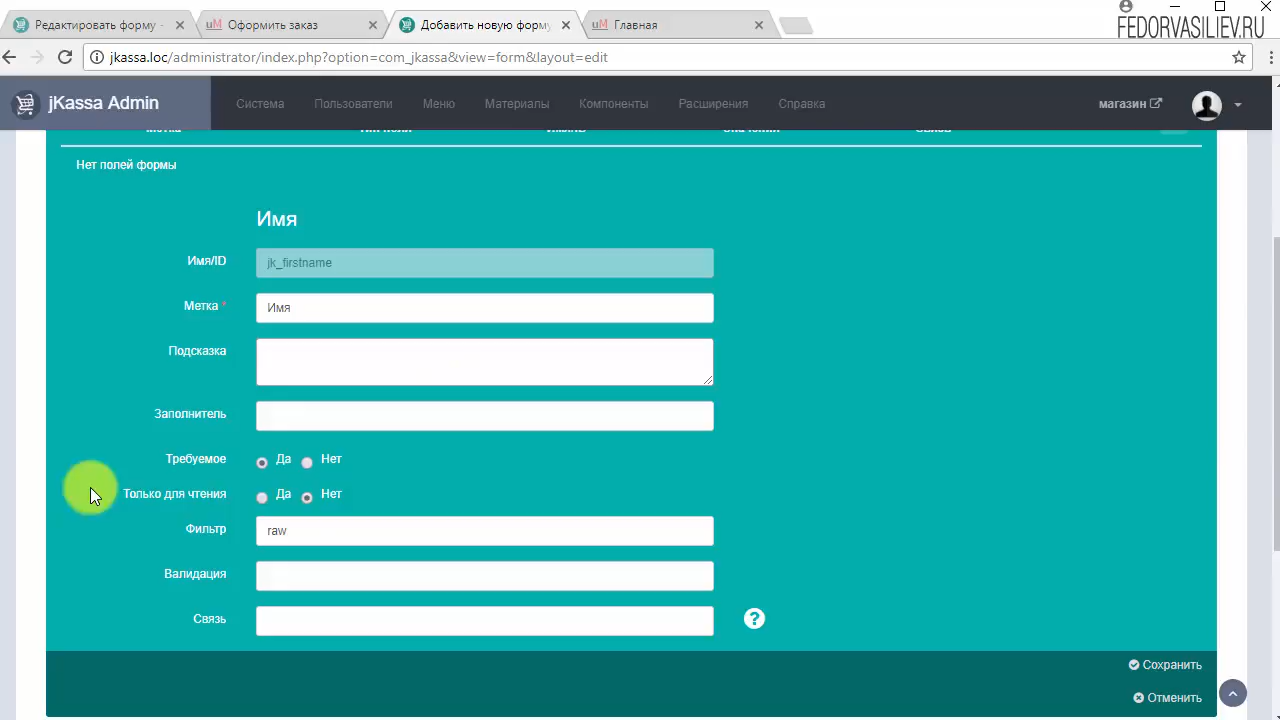 Редактировать форму -
uM Оформить заказ
Добавить новую форму
uM Главная
FEDORVASILIEV.RU
jkassa.loc/administrator/index.php?option=com_jkassa&view=form&layout=edit
jKassa Admin
Система
Пользователи
Меню
Материалы
Компоненты
Расширения
Справка
магазин
Нет полей формы
Имя
Имя/ID
jk_firstname
Метка *
Имя
Подсказка
Заполнитель
Требуемое
Да
Нет
Только для чтения
Да
Нет
Фильтр
raw
Валидация
Связь
?
Сохранить
Отменить